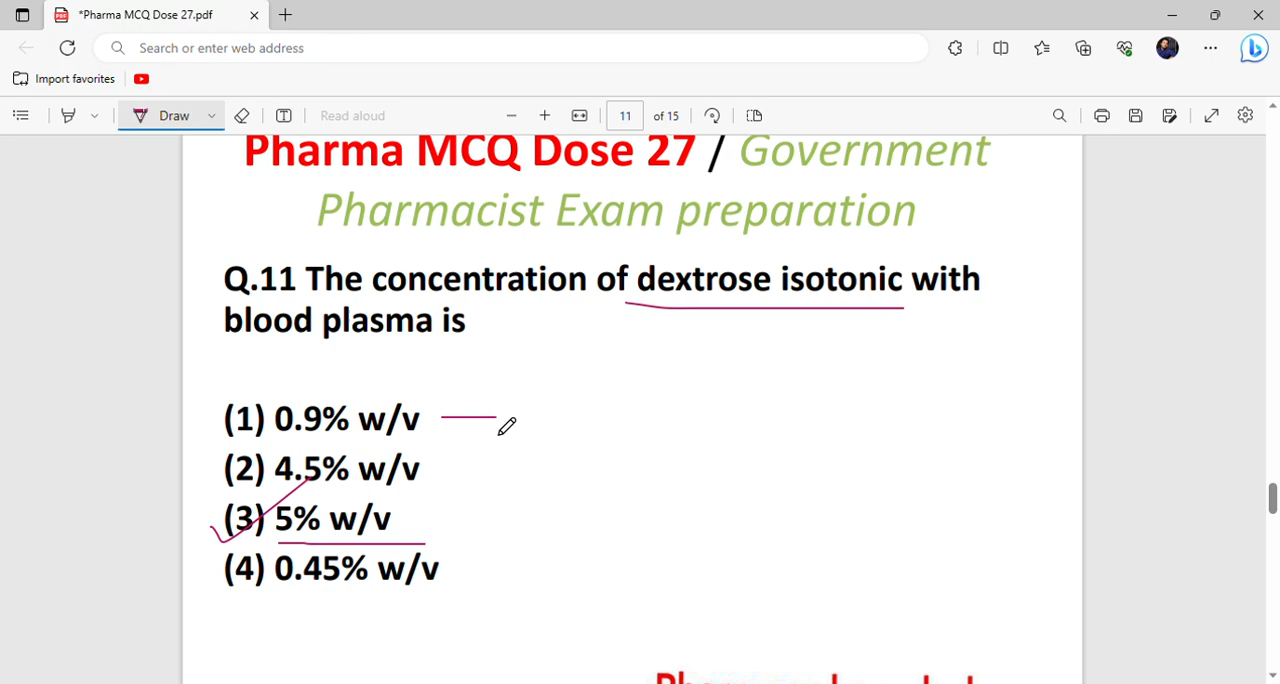 *Pharma MCQ Dose 27.pdf
Search or enter web address
Import favorites
Draw
Read aloud
11 of 15
Pharma MCQ Dose 27 / Government
Pharmacist Exam preparation
Q.11 The concentration of dextrose isotonic with
blood plasma is
(1) 0.9% w/v
(2) 4.5% w/v
(3) 5% w/v
(4) 0.45% w/v